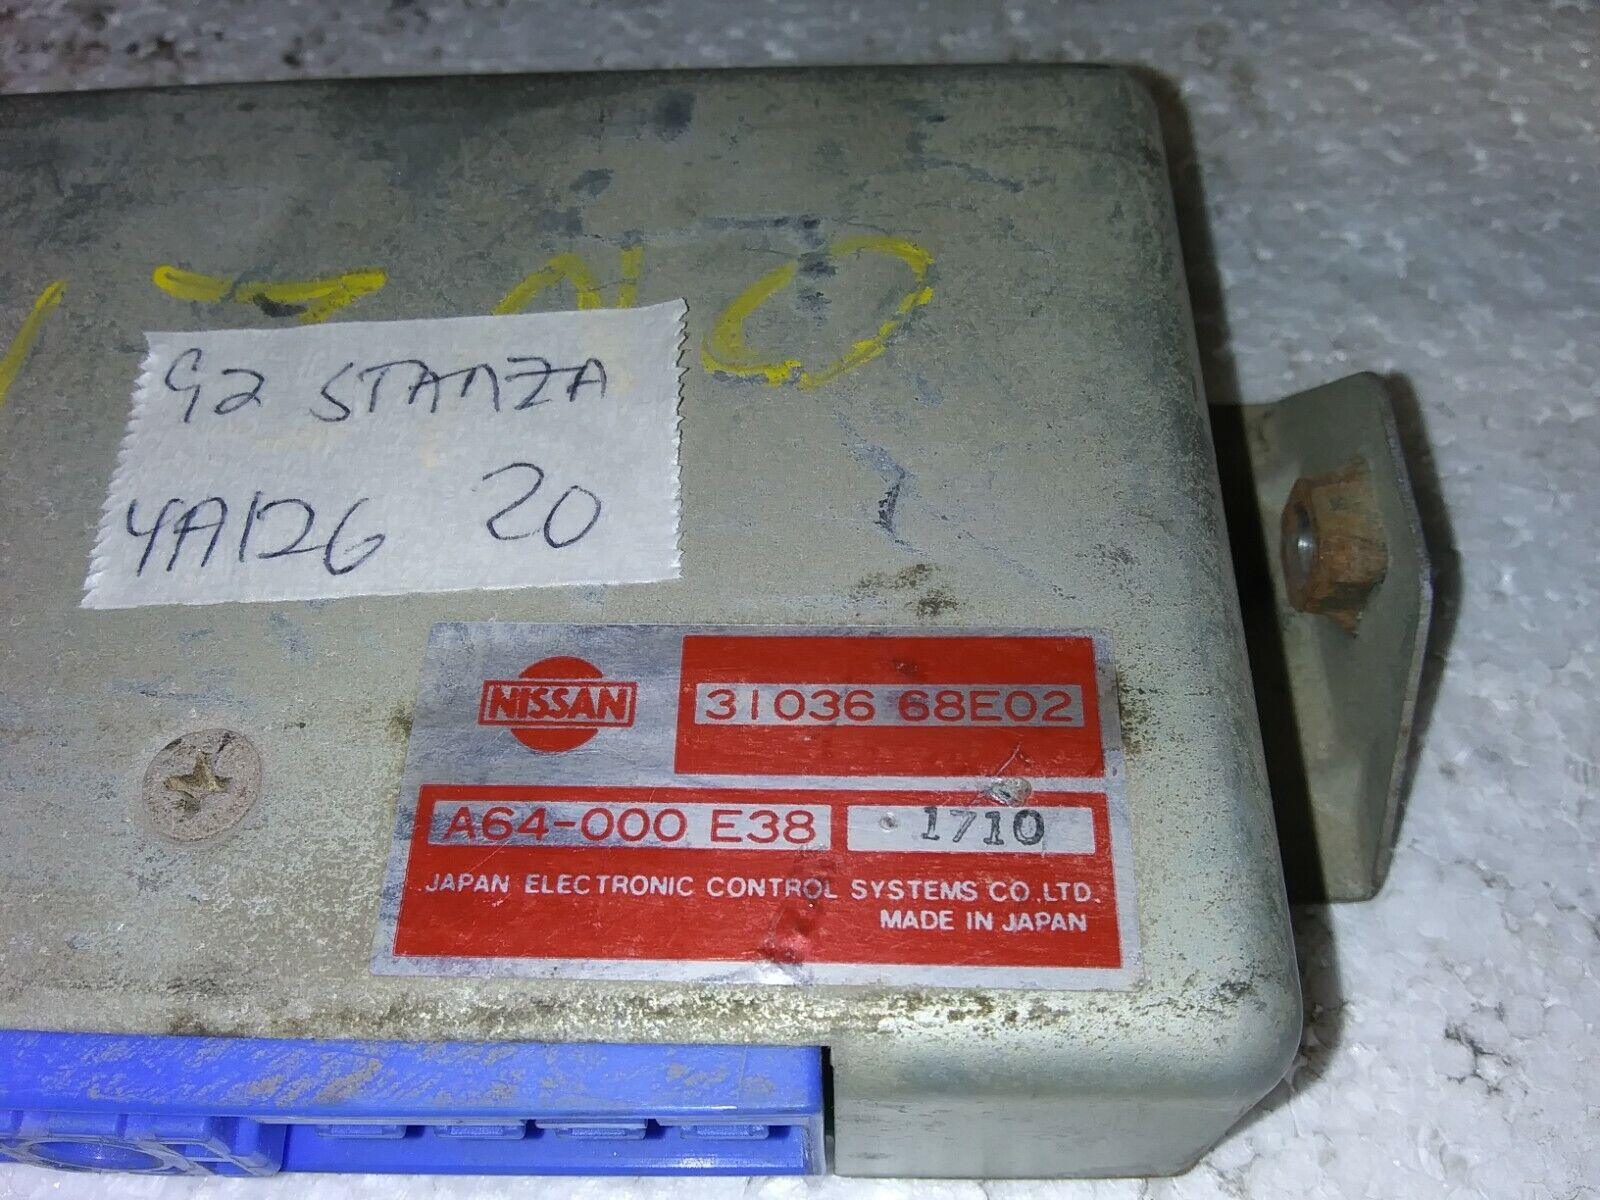 92 STANZA
YA126 20
NISSAN
31036 68E02
A64-000 E38 1710
JAPAN ELECTRONIC CONTROL SYSTEMS CO.,LTD.
MADE IN JAPAN